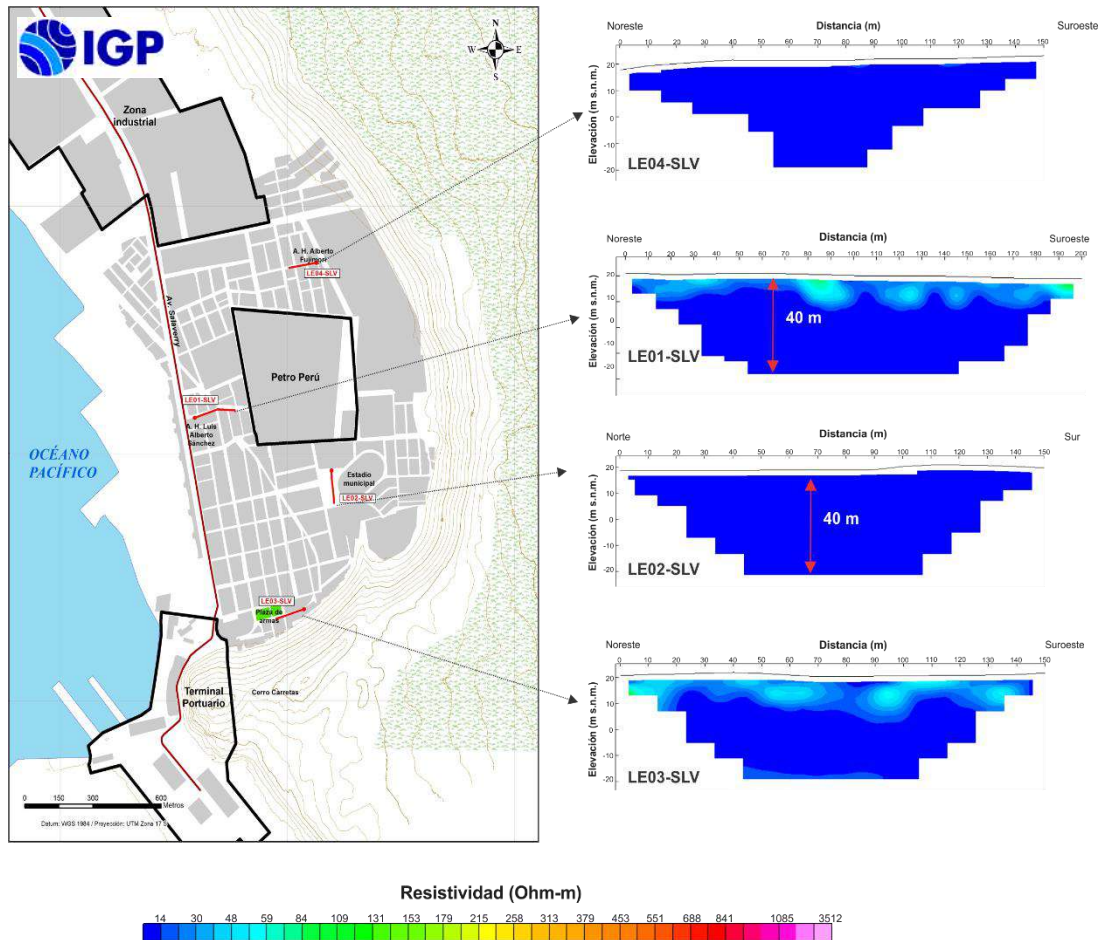 IGP
N
W
E
S
Zona
industrial
A. H. Alberto
Fujimori
LE04-SLV
Av. Salaverry
Petro Perú
LE01-SLV
A. H. Luis
Alberto
Sánchez
OCÉANO
PACÍFICO
Estadio
municipal
LE02-SLV
LE03-SLV
Plaza de
armas
Terminal
Portuario
Corro Carretas
0 150 300 600
Metros
Datum: WGS 1984 / Proyección: UTM Zona 17 S
Noreste Distancia (m) Suroeste
0 10 20 30 40 50 60 70 80 90 100 110 120 130 140 150
Elevación (m s.n.m.)
20
10
0
-10
-20
LE04-SLV
Noreste Distancia (m) Suroeste
0 10 20 30 40 50 60 70 80 90 100 110 120 130 140 150 160 170 180 190 200
Elevación (m s.n.m.)
20
10
0
-10
-20
40 m
LE01-SLV
Norte Distancia (m) Sur
0 10 20 30 40 50 60 70 80 90 100 110 120 130 140 150
Elevación (m s.n.m.)
20
10
0
-10
-20
40 m
LE02-SLV
Noreste Distancia (m) Suroeste
0 10 20 30 40 50 60 70 80 90 100 110 120 130 140 150
Elevación (m s.n.m.)
20
10
0
-10
-20
LE03-SLV
Resistividad (Ohm-m)
14 30 48 59 84 109 131 153 179 215 258 313 379 453 551 688 841 1085 3512